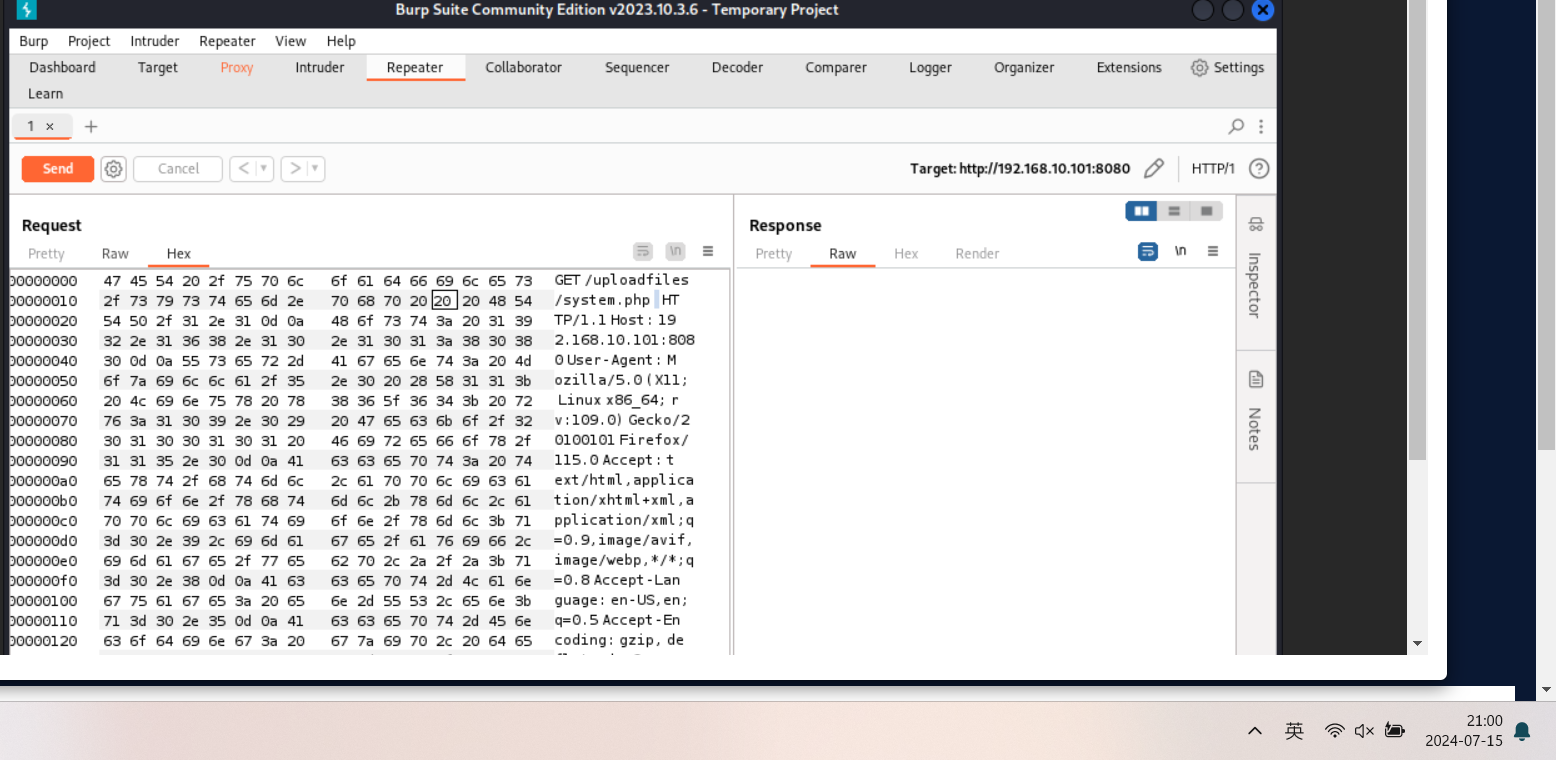 Burp Suite Community Edition v2023.10.3.6 - Temporary Project
Burp Project Intruder Repeater View Help
Dashboard Target Proxy Intruder Repeater Collaborator Sequencer Decoder Comparer Logger Organizer Extensions Settings
Learn
1 × +
Send Cancel < > Target: http://192.168.10.101:8080 HTTP/1 ?
Request
Pretty Raw Hex \n
00000000 47 45 54 20 2f 75 70 6c 6f 61 64 66 69 6c 65 73 GET /uploadfiles
00000010 2f 73 79 73 74 65 6d 2e 70 68 70 20 20 20 48 54 /system.php HT
00000020 54 50 2f 31 2e 31 0d 0a 48 6f 73 74 3a 20 31 39 TP/1.1 Host: 19
00000030 32 2e 31 36 38 2e 31 30 2e 31 30 31 3a 38 30 38 2.168.10.101:808
00000040 30 0d 0a 55 73 65 72 2d 41 67 65 6e 74 3a 20 4d 0 User-Agent: M
00000050 6f 7a 69 6c 6c 61 2f 35 2e 30 20 28 58 31 31 3b ozilla/5.0 (X11;
00000060 20 4c 69 6e 75 78 20 78 38 36 5f 36 34 3b 20 72 Linux x86_64; r
00000070 76 3a 31 30 39 2e 30 29 20 47 65 63 6b 6f 2f 32 v:109.0) Gecko/2
00000080 30 31 30 30 31 30 31 20 46 69 72 65 66 6f 78 2f 0100101 Firefox/
00000090 31 31 35 2e 30 0d 0a 41 63 63 65 70 74 3a 20 74 115.0 Accept: t
000000a0 65 78 74 2f 68 74 6d 6c 2c 61 70 70 6c 69 63 61 ext/html,applica
000000b0 74 69 6f 6e 2f 78 68 74 6d 6c 2b 78 6d 6c 2c 61 tion/xhtml+xml,a
000000c0 70 70 6c 69 63 61 74 69 6f 6e 2f 78 6d 6c 3b 71 pplication/xml;q
000000d0 3d 30 2e 39 2c 69 6d 61 67 65 2f 61 76 69 66 2c =0.9,image/avif,
000000e0 69 6d 61 67 65 2f 77 65 62 70 2c 2a 2f 2a 3b 71 image/webp,*/*;q
000000f0 3d 30 2e 38 0d 0a 41 63 63 65 70 74 2d 4c 61 6e =0.8 Accept-Lan
00000100 67 75 61 67 65 3a 20 65 6e 2d 55 53 2c 65 6e 3b guage: en-US,en;
00000110 71 3d 30 2e 35 0d 0a 41 63 63 65 70 74 2d 45 6e q=0.5 Accept-En
00000120 63 6f 64 69 6e 67 3a 20 67 7a 69 70 2c 20 64 65 coding: gzip, de
Response
Pretty Raw Hex Render \n
Inspector
Notes
英
21:00
2024-07-15